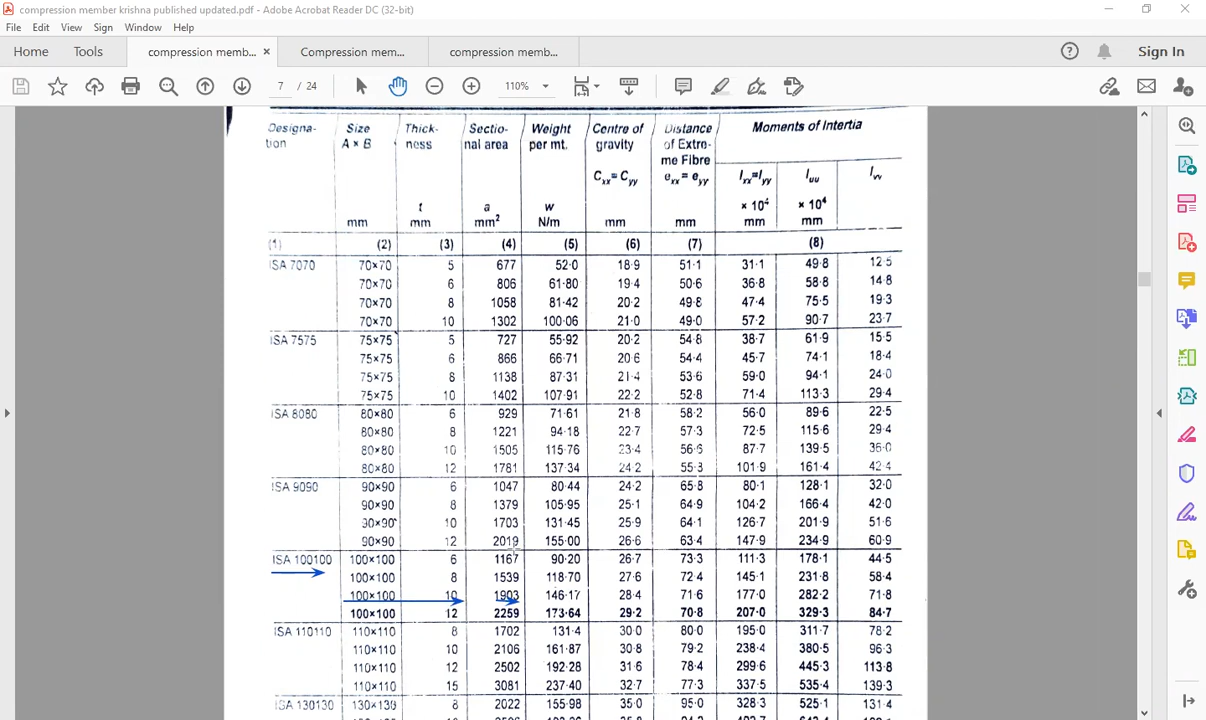 compression member krishna published updated.pdf - Adobe Acrobat Reader DC (32-bit)
File Edit View Sign Window Help
Home Tools compression memb... × Compression mem... compression memb... Sign In
7 / 24 110%
Designa- Size Thick- Sectio- Weight Centre of Distance Moments of Intertia
tion A × B ness nal area per mt. gravity of Extre-
me Fibre
Cxx= Cyy exx = eyy Ixx=Iyy Iuu Ivv
t a w × 10⁴ × 10⁴
mm mm mm² N/m mm mm mm mm
(1) (2) (3) (4) (5) (6) (7) (8)
ISA 7070 70×70 5 677 52·0 18·9 51·1 31·1 49·8 12·5
70×70 6 806 61·80 19·4 50·6 36·8 58·8 14·8
70×70 8 1058 81·42 20·2 49·8 47·4 75·5 19·3
70×70 10 1302 100·06 21·0 49·0 57·2 90·7 23·7
ISA 7575 75×75 5 727 55·92 20·2 54·8 38·7 61·9 15·5
75×75 6 866 66·71 20·6 54·4 45·7 74·1 18·4
75×75 8 1138 87·31 21·4 53·6 59·0 94·1 24·0
75×75 10 1402 107·91 22·2 52·8 71·4 113·3 29·4
ISA 8080 80×80 6 929 71·61 21·8 58·2 56·0 89·6 22·5
80×80 8 1221 94·18 22·7 57·3 72·5 115·6 29·4
80×80 10 1505 115·76 23·4 56·6 87·7 139·5 36·0
80×80 12 1781 137·34 24·2 55·3 101·9 161·4 42·4
ISA 9090 90×90 6 1047 80·44 24·2 65·8 80·1 128·1 32·0
90×90 8 1379 105·95 25·1 64·9 104·2 166·4 42·0
90×90 10 1703 131·45 25·9 64·1 126·7 201·9 51·6
90×90 12 2019 155·00 26·6 63·4 147·9 234·9 60·9
ISA 100100 100×100 6 1167 90·20 26·7 73·3 111·3 178·1 44·5
100×100 8 1539 118·70 27·6 72·4 145·1 231·8 58·4
100×100 10 1903 146·17 28·4 71·6 177·0 282·2 71·8
100×100 12 2259 173·64 29·2 70·8 207·0 329·3 84·7
ISA 110110 110×110 8 1702 131·4 30·0 80·0 195·0 311·7 78·2
110×110 10 2106 161·87 30·8 79·2 238·4 380·5 96·3
110×110 12 2502 192·28 31·6 78·4 299·6 445·3 113·8
110×110 15 3081 237·40 32·7 77·3 337·5 535·4 139·3
ISA 130130 130×130 8 2022 155·98 35·0 95·0 328·3 525·1 131·4